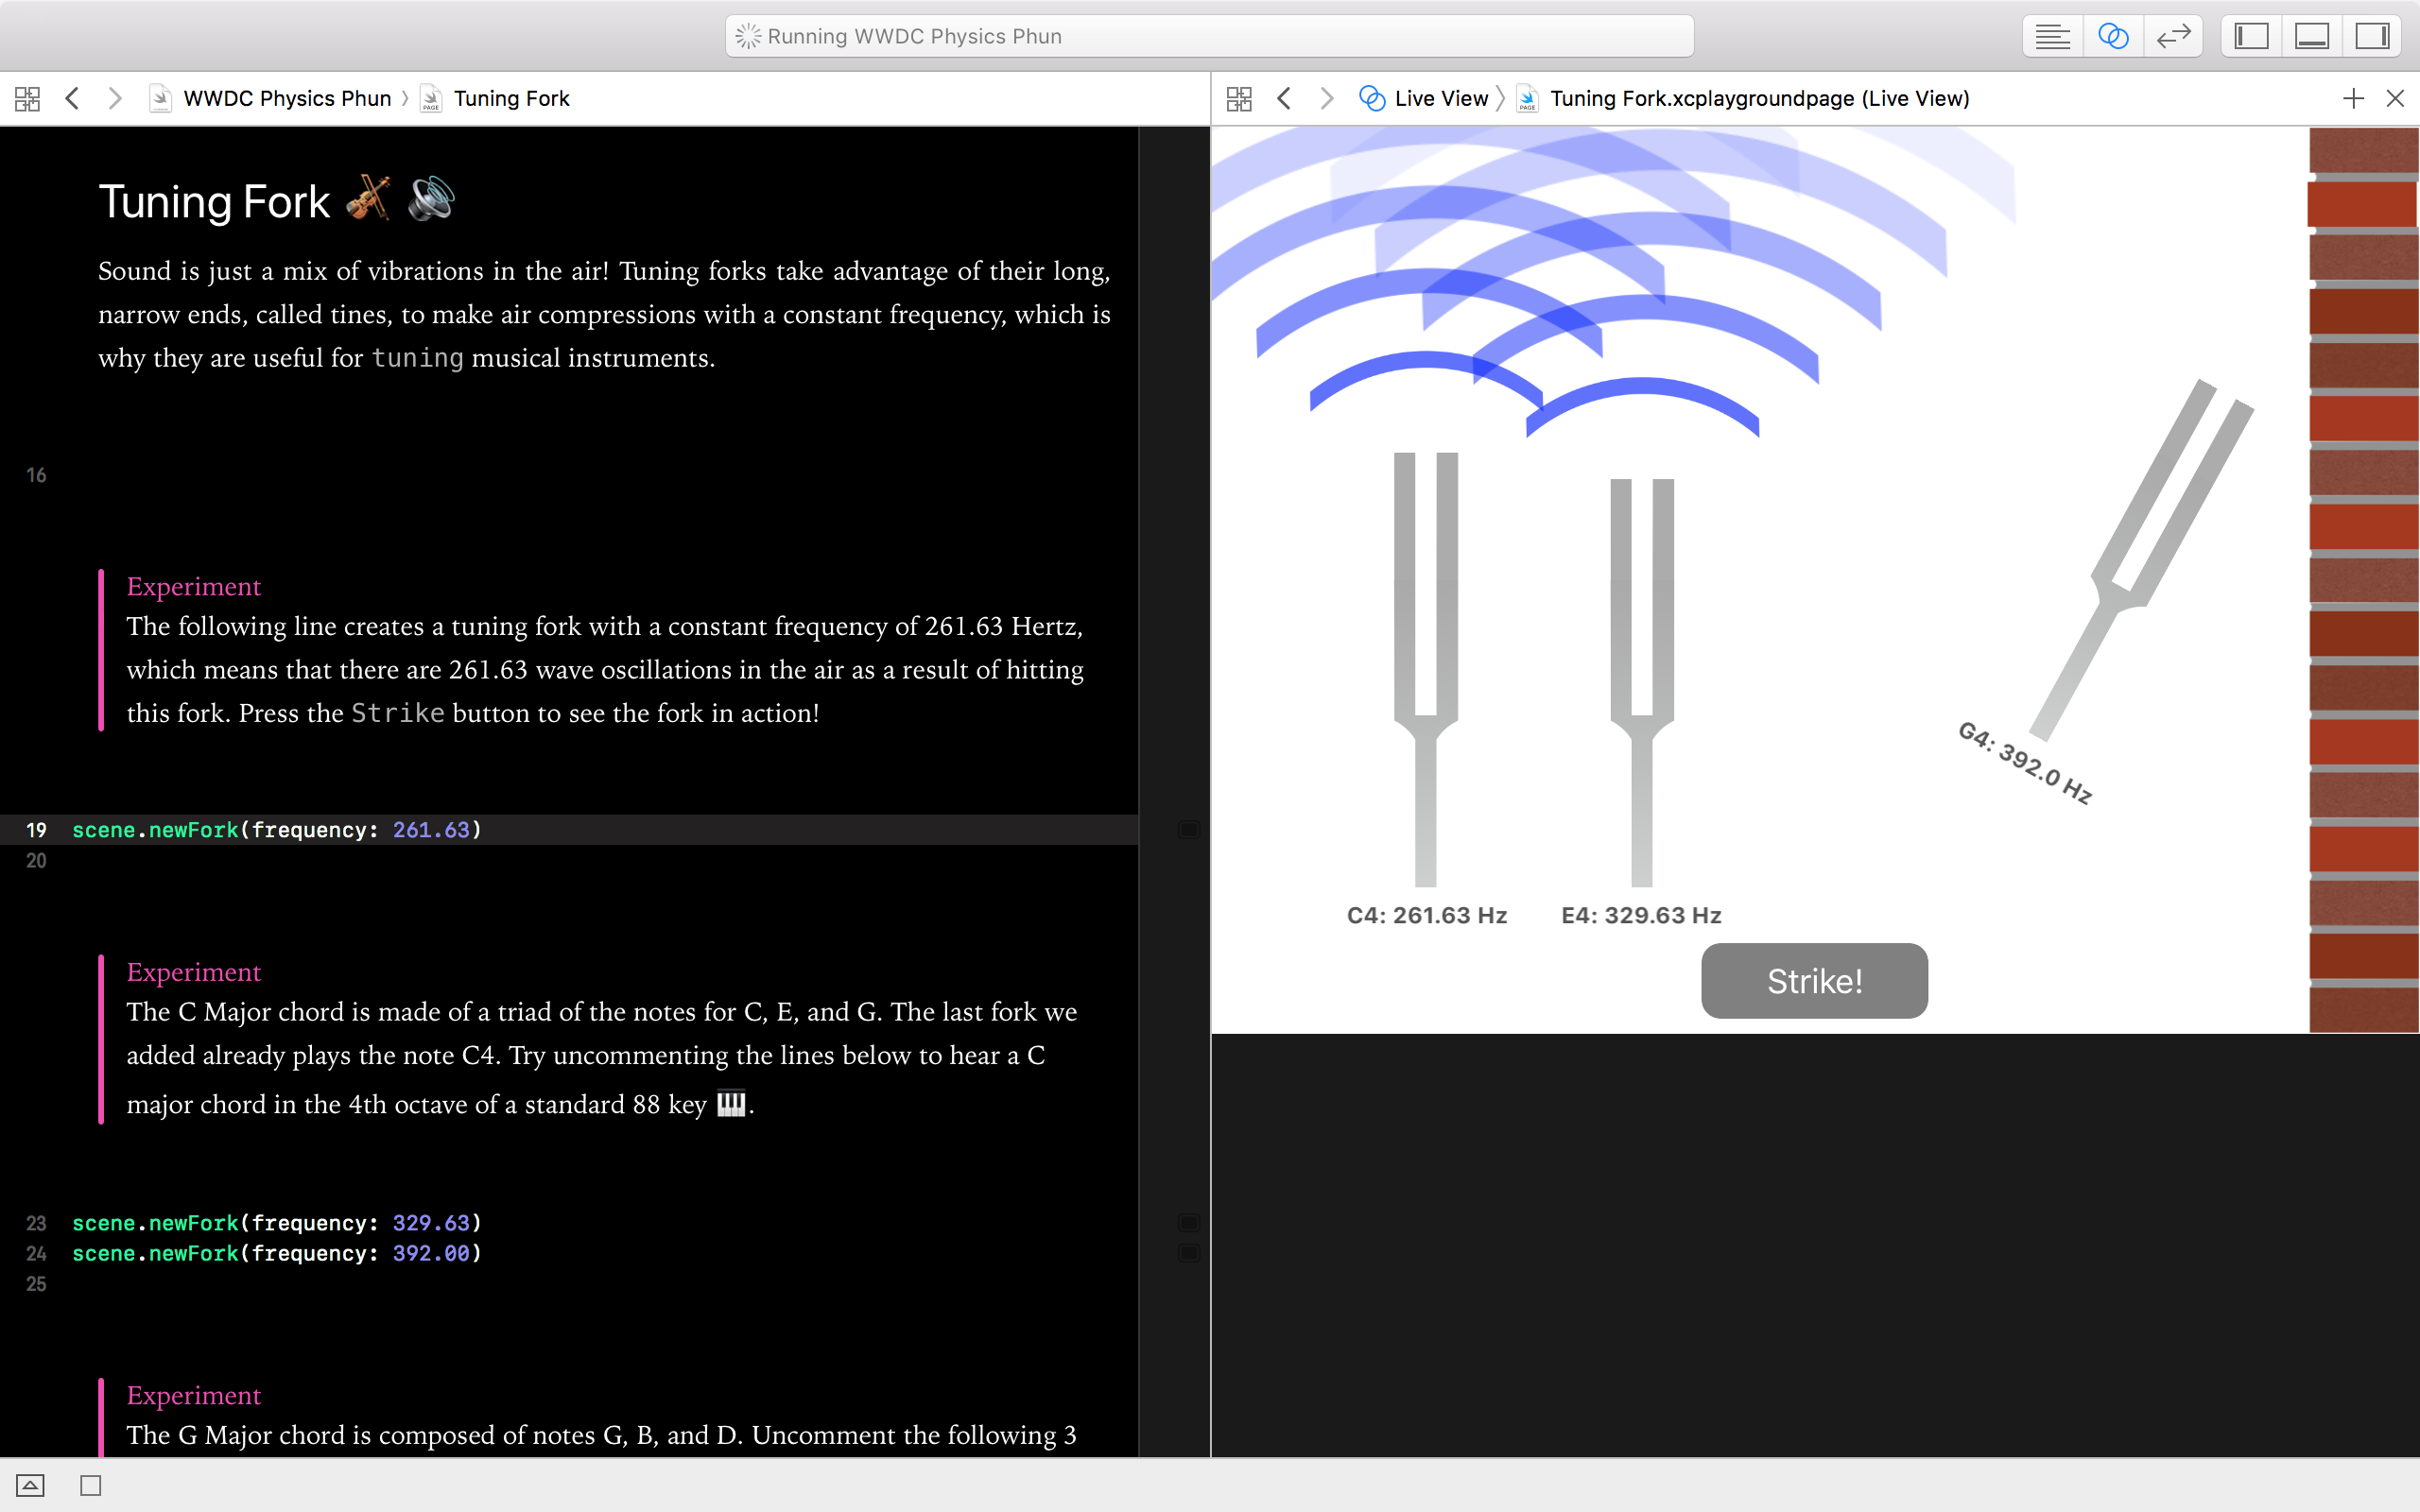 Running WWDC Physics Phun
WWDC Physics Phun
Tuning Fork
Live View
Tuning Fork.xcplaygroundpage (Live View)
Tuning Fork
Sound is just a mix of vibrations in the air! Tuning forks take advantage of their long,
narrow ends, called tines, to make air compressions with a constant frequency, which is
why they are useful for tuning musical instruments.
16
Experiment
The following line creates a tuning fork with a constant frequency of 261.63 Hertz,
which means that there are 261.63 wave oscillations in the air as a result of hitting
this fork. Press the Strike button to see the fork in action!
19 scene.newFork(frequency: 261.63)
20
Experiment
The C Major chord is made of a triad of the notes for C, E, and G. The last fork we
added already plays the note C4. Try uncommenting the lines below to hear a C
major chord in the 4th octave of a standard 88 key 🎹.
23 scene.newFork(frequency: 329.63)
24 scene.newFork(frequency: 392.00)
25
Experiment
The G Major chord is composed of notes G, B, and D. Uncomment the following 3
G4: 392.0 Hz
C4: 261.63 Hz
E4: 329.63 Hz
Strike!